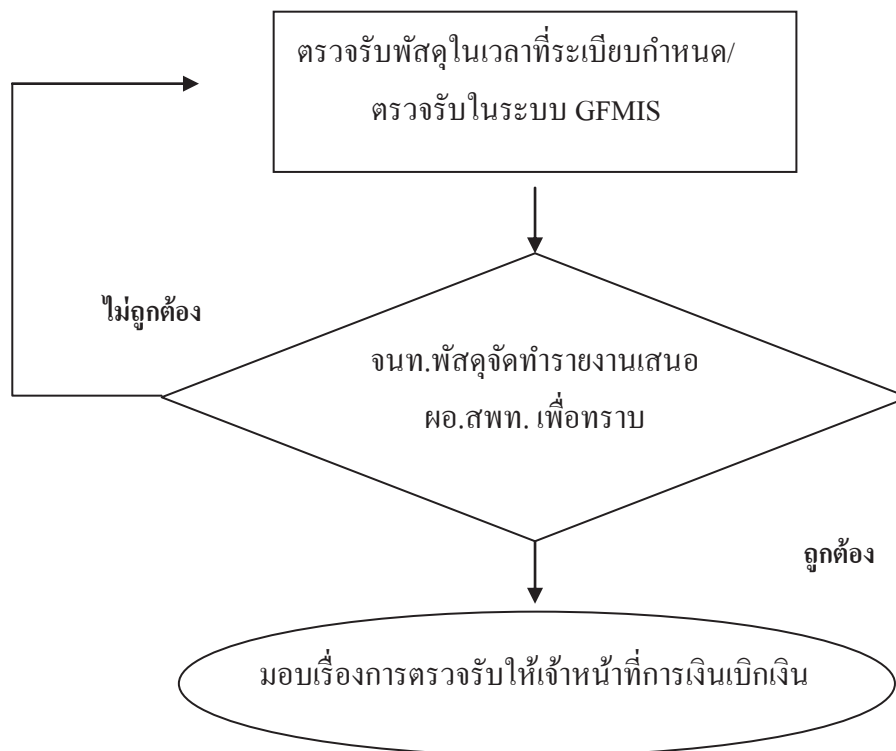 ตรวจรับพัสดุในเวลาที่ระเบียบกำหนด/
ตรวจรับในระบบ GFMIS
ไม่ถูกต้อง
จนท.พัสดุจัดทำรายงานเสนอ
ผอ.สพท. เพื่อทราบ
ถูกต้อง
มอบเรื่องการตรวจรับให้เจ้าหน้าที่การเงินเบิกเงิน